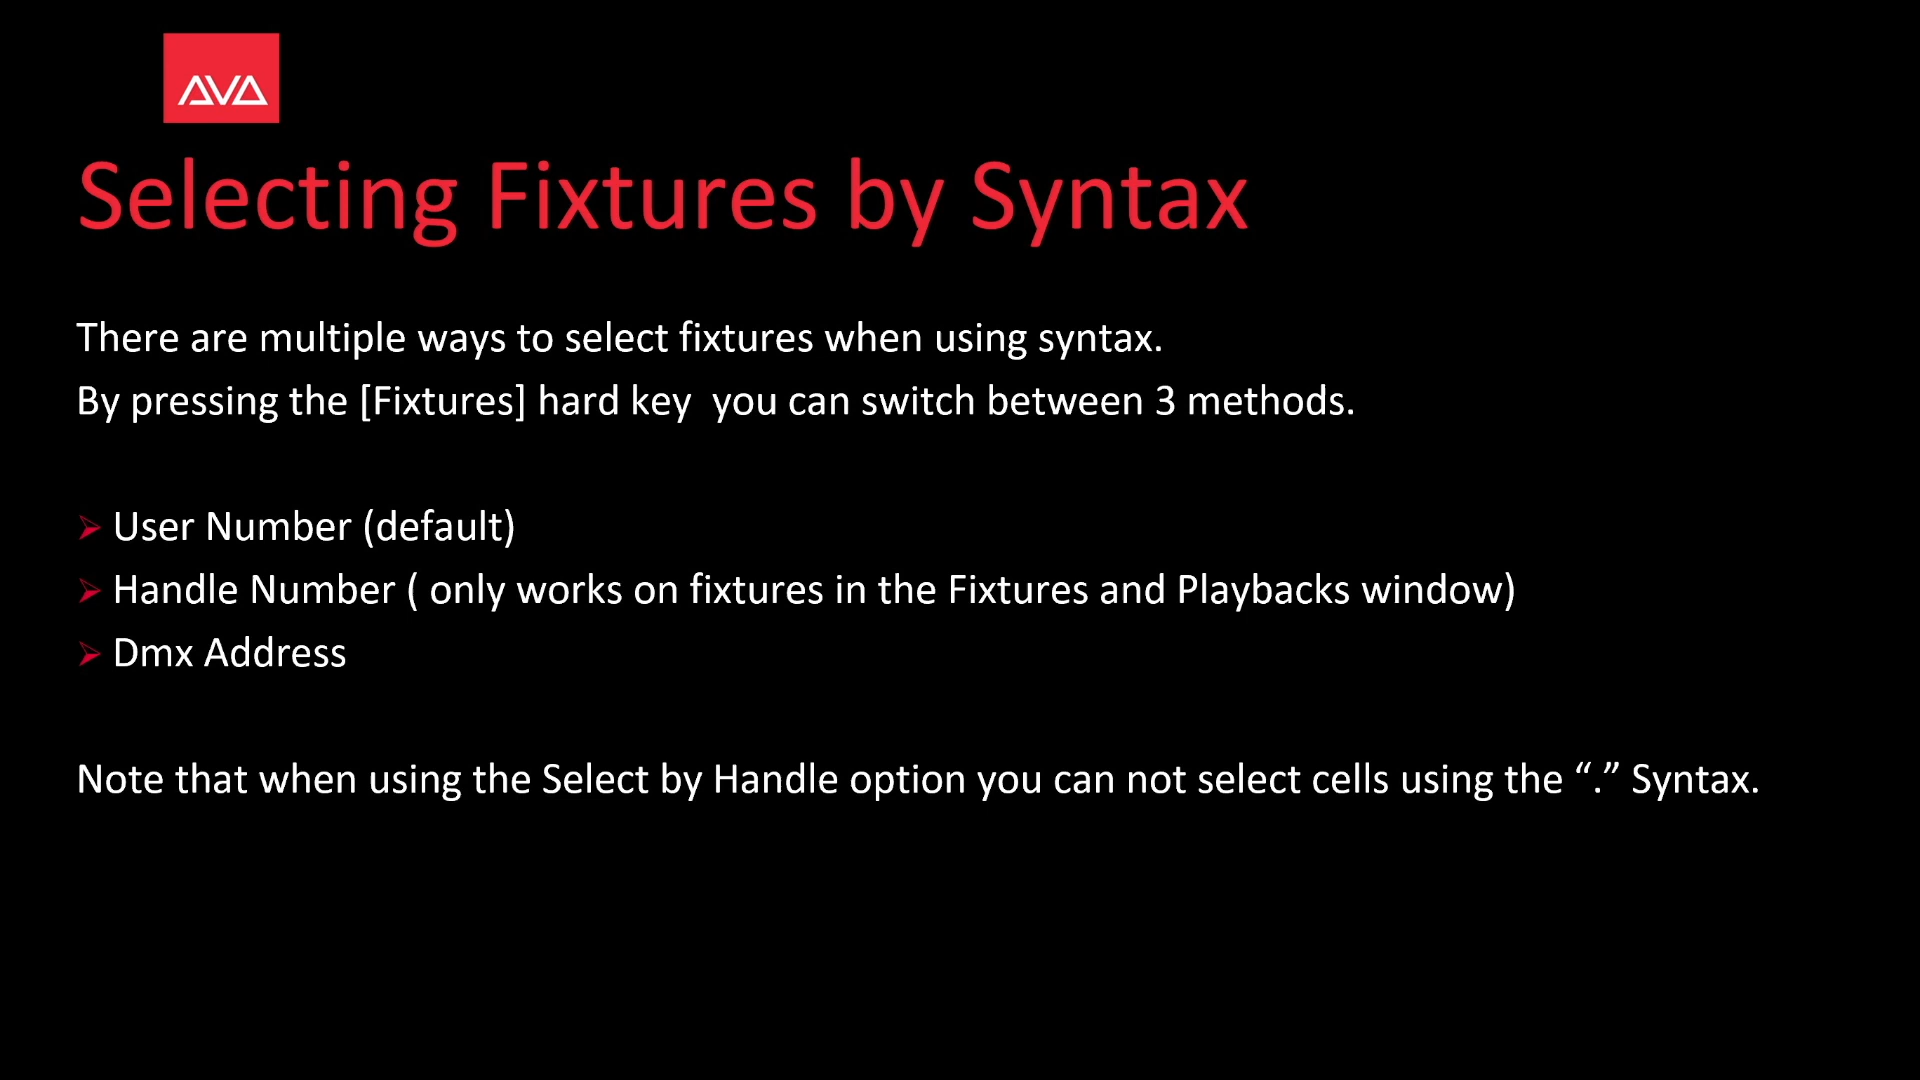 AVA
Selecting Fixtures by Syntax
There are multiple ways to select fixtures when using syntax.
By pressing the [Fixtures] hard key  you can switch between 3 methods.
User Number (default)
Handle Number ( only works on fixtures in the Fixtures and Playbacks window)
Dmx Address
Note that when using the Select by Handle option you can not select cells using the “.” Syntax.